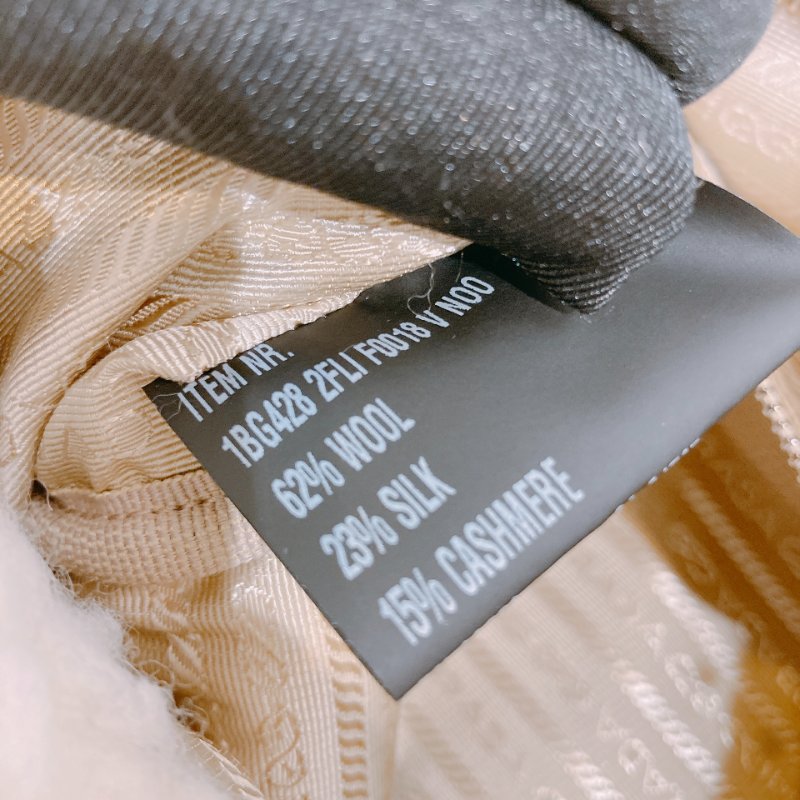 ITEM NR.
1BG428 2FLI F0018 V NOO
62% WOOL
23% SILK
15% CASHMERE